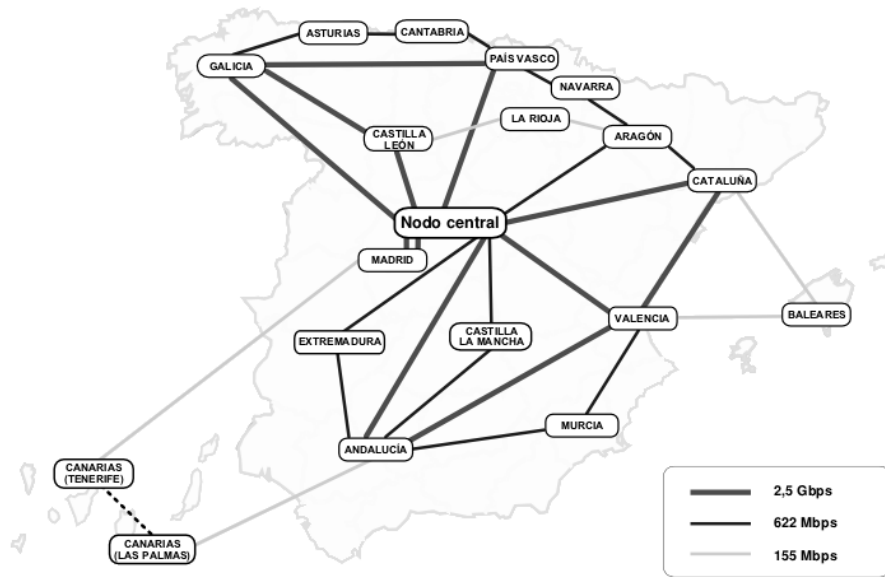 ASTURIAS
CANTABRIA
GALICIA
PAÍS VASCO
NAVARRA
LA RIOJA
CASTILLA
LEÓN
ARAGÓN
CATALUÑA
Nodo central
MADRID
BALEARES
VALENCIA
EXTREMADURA
CASTILLA
LA MANCHA
MURCIA
ANDALUCÍA
CANARIAS
(TENERIFE)
CANARIAS
(LAS PALMAS)
2,5 Gbps
622 Mbps
155 Mbps